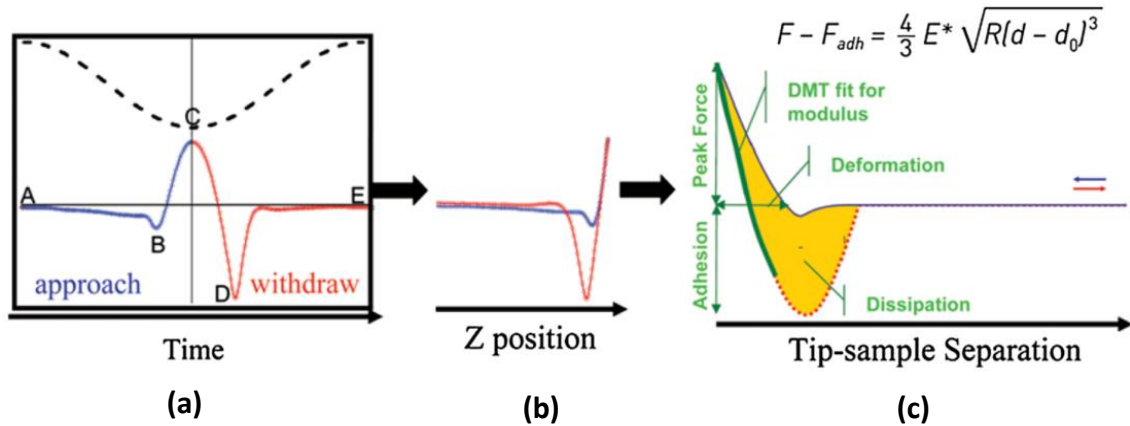 A
B
C
D
E
approach
withdraw
Time
(a)
Z position
(b)
F − F_adh = 4/3 E* √R(d − d₀)³
Peak Force
Adhesion
DMT fit for
modulus
Deformation
Dissipation
Tip-sample Separation
(c)